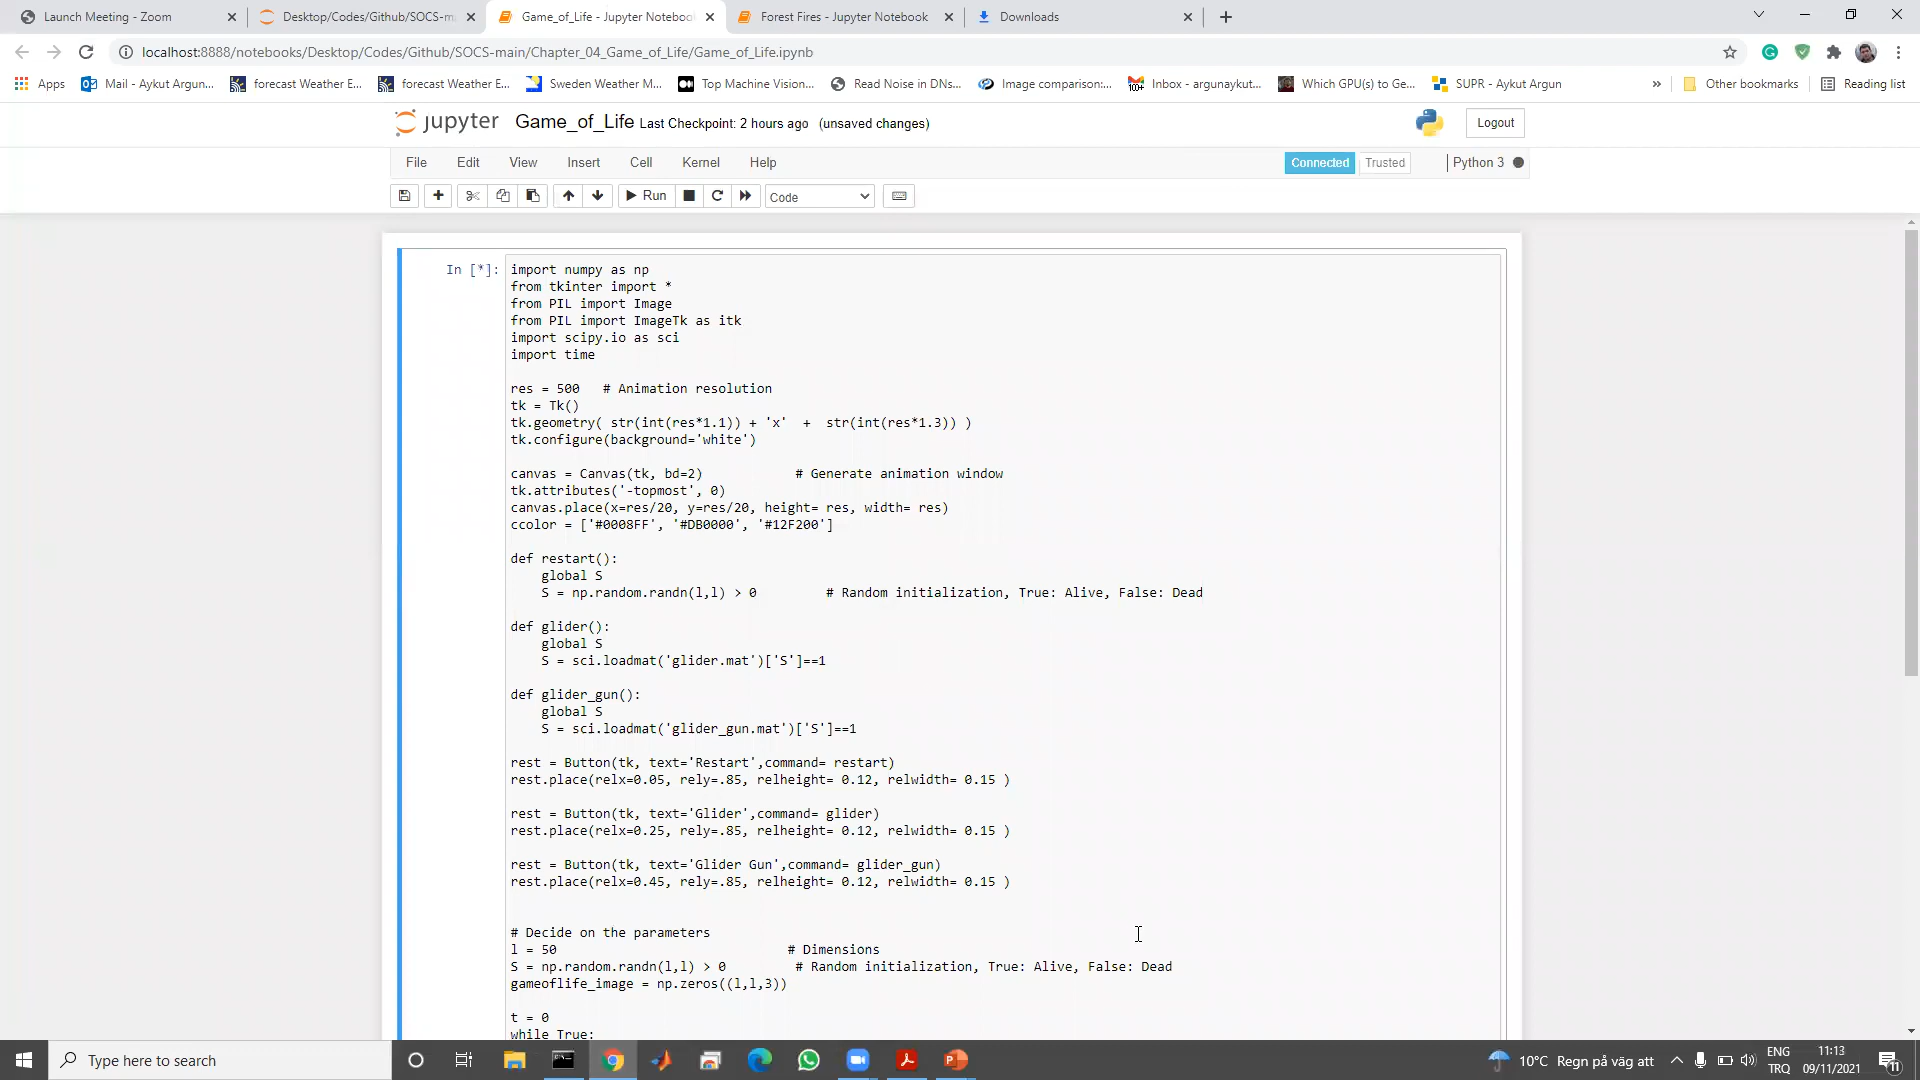 Launch Meeting - Zoom
Desktop/Codes/Github/SOCS-ma
Game_of_Life - Jupyter Notebook
Forest Fires - Jupyter Notebook
Downloads
localhost:8888/notebooks/Desktop/Codes/Github/SOCS-main/Chapter_04_Game_of_Life/Game_of_Life.ipynb
Apps
Mail - Aykut Argun...
forecast Weather E...
forecast Weather E...
Sweden Weather M...
Top Machine Vision...
Read Noise in DNs...
Image comparison:...
100+
Inbox - argunaykut...
Which GPU(s) to Ge...
SUPR - Aykut Argun
»
Other bookmarks
Reading list
jupyter
Game_of_Life Last Checkpoint: 2 hours ago (unsaved changes)
Logout
File Edit View Insert Cell Kernel Help
Connected
Trusted
Python 3
Run
Code
In [*]:
import numpy as np
from tkinter import *
from PIL import Image
from PIL import ImageTk as itk
import scipy.io as sci
import time
res = 500 # Animation resolution
tk = Tk()
tk.geometry( str(int(res*1.1)) + 'x' + str(int(res*1.3)) )
tk.configure(background='white')
canvas = Canvas(tk, bd=2) # Generate animation window
tk.attributes('-topmost', 0)
canvas.place(x=res/20, y=res/20, height= res, width= res)
ccolor = ['#0008FF', '#DB0000', '#12F200']
def restart():
global S
S = np.random.randn(l,l) > 0 # Random initialization, True: Alive, False: Dead
def glider():
global S
S = sci.loadmat('glider.mat')['S']==1
def glider_gun():
global S
S = sci.loadmat('glider_gun.mat')['S']==1
rest = Button(tk, text='Restart',command= restart)
rest.place(relx=0.05, rely=.85, relheight= 0.12, relwidth= 0.15 )
rest = Button(tk, text='Glider',command= glider)
rest.place(relx=0.25, rely=.85, relheight= 0.12, relwidth= 0.15 )
rest = Button(tk, text='Glider Gun',command= glider_gun)
rest.place(relx=0.45, rely=.85, relheight= 0.12, relwidth= 0.15 )
# Decide on the parameters
l = 50 # Dimensions
S = np.random.randn(l,l) > 0 # Random initialization, True: Alive, False: Dead
gameoflife_image = np.zeros((l,l,3))
t = 0
while True:
Type here to search
10°C Regn på väg att
ENG
TRQ
11:13
09/11/2021
11